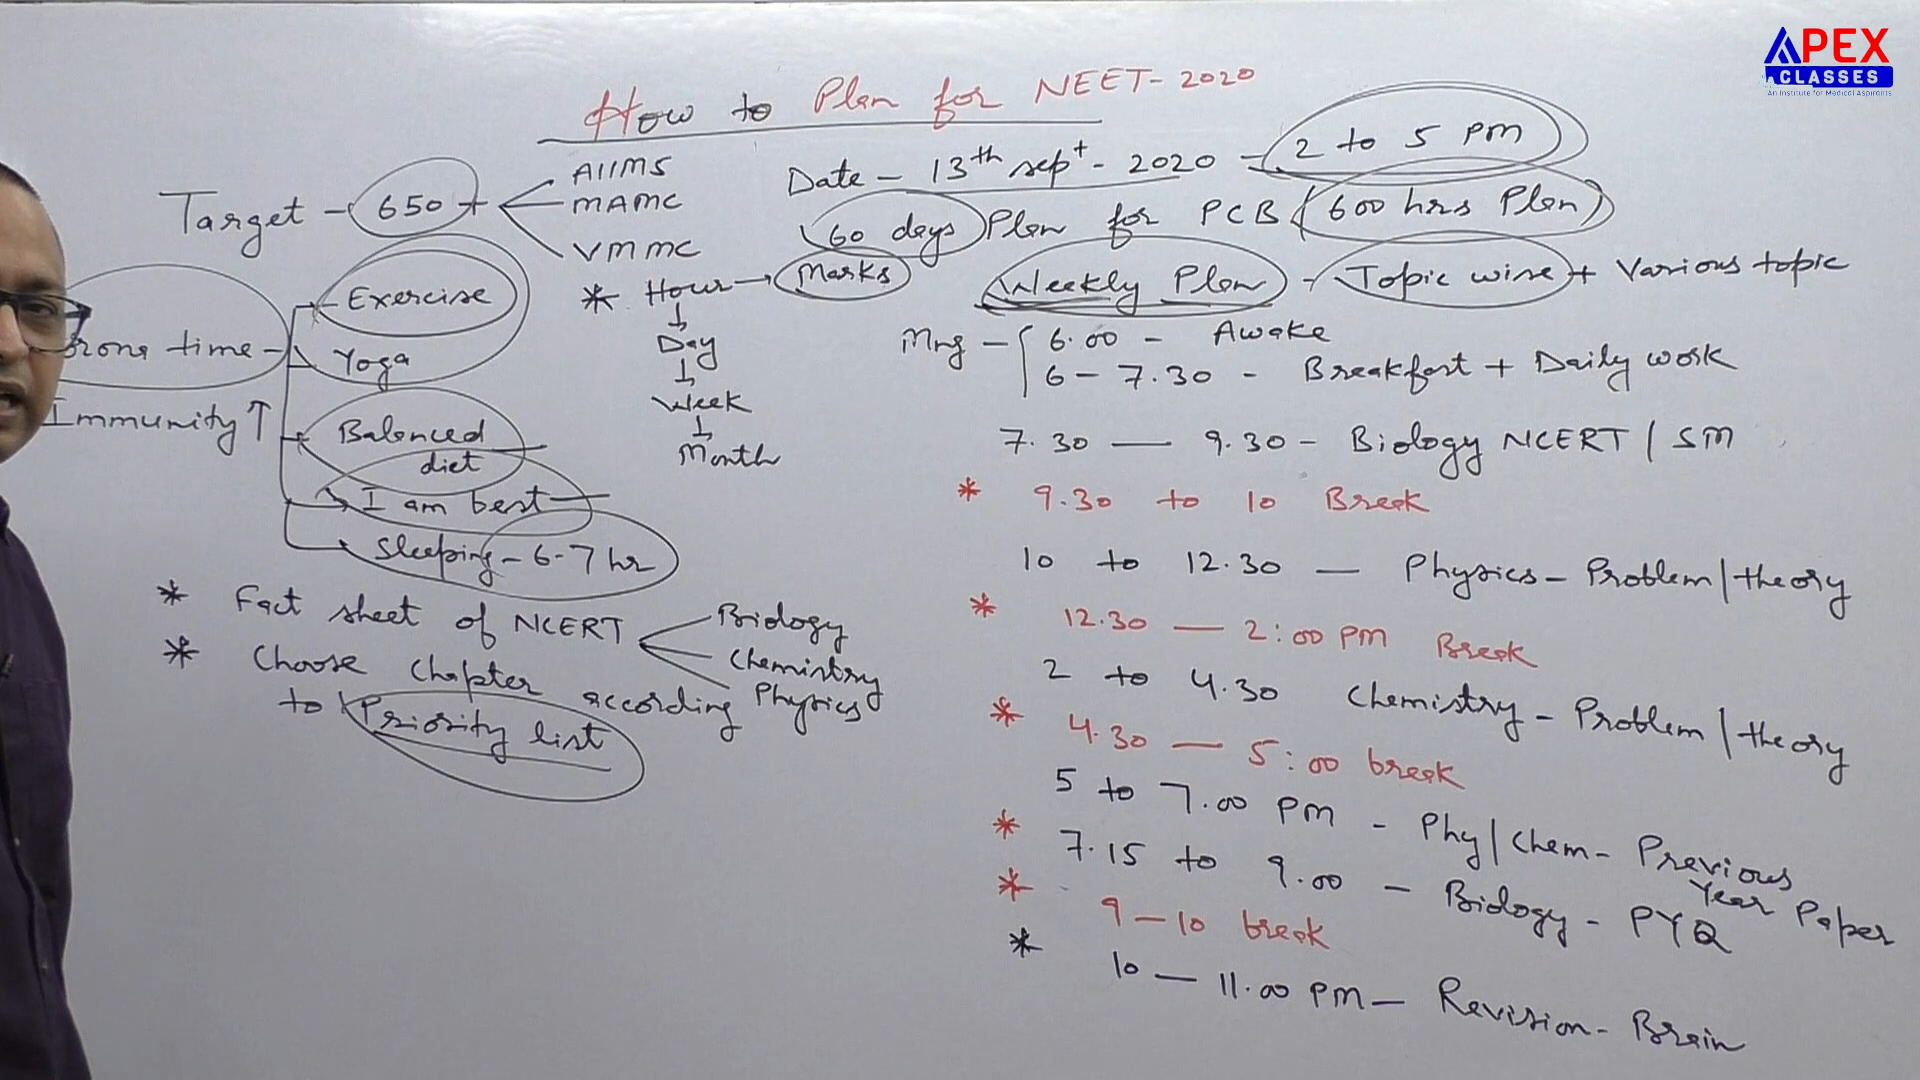 APEX
CLASSES
An Institute for Medical Aspirants
How to Plan for NEET-2020
Target - 650+
AIIMS
MAMC
VMMC
Date - 13th sept - 2020 - 2 to 5 pm
60 days Plan for PCB (600 hrs Plan)
* Hour → Marks
Day
Week
Month
Weekly Plan - Topic wise + Various topic
Exercise
time - Yoga
Immunity ↑
Balanced
diet
I am best
Sleeping - 6-7 hr
* Fact sheet of NCERT
Biology
Chemistry
Physics
* Choose Chapter according
to Priority list
Mrg - 6.00 - Awake
6 - 7.30 - Breakfast + Daily work
7.30 — 9.30 - Biology NCERT / SM
* 9.30 to 10 Break
10 to 12.30 — Physics - Problem / theory
* 12.30 — 2:00 PM Break
2 to 4.30 Chemistry - Problem / theory
* 4.30 — 5:00 break
5 to 7.00 PM - Phy / Chem - Previous
Year Paper
* 7.15 to 9.00 - Biology - PYQ
* 9 - 10 break
* 10 — 11.00 PM - Revision - Brain